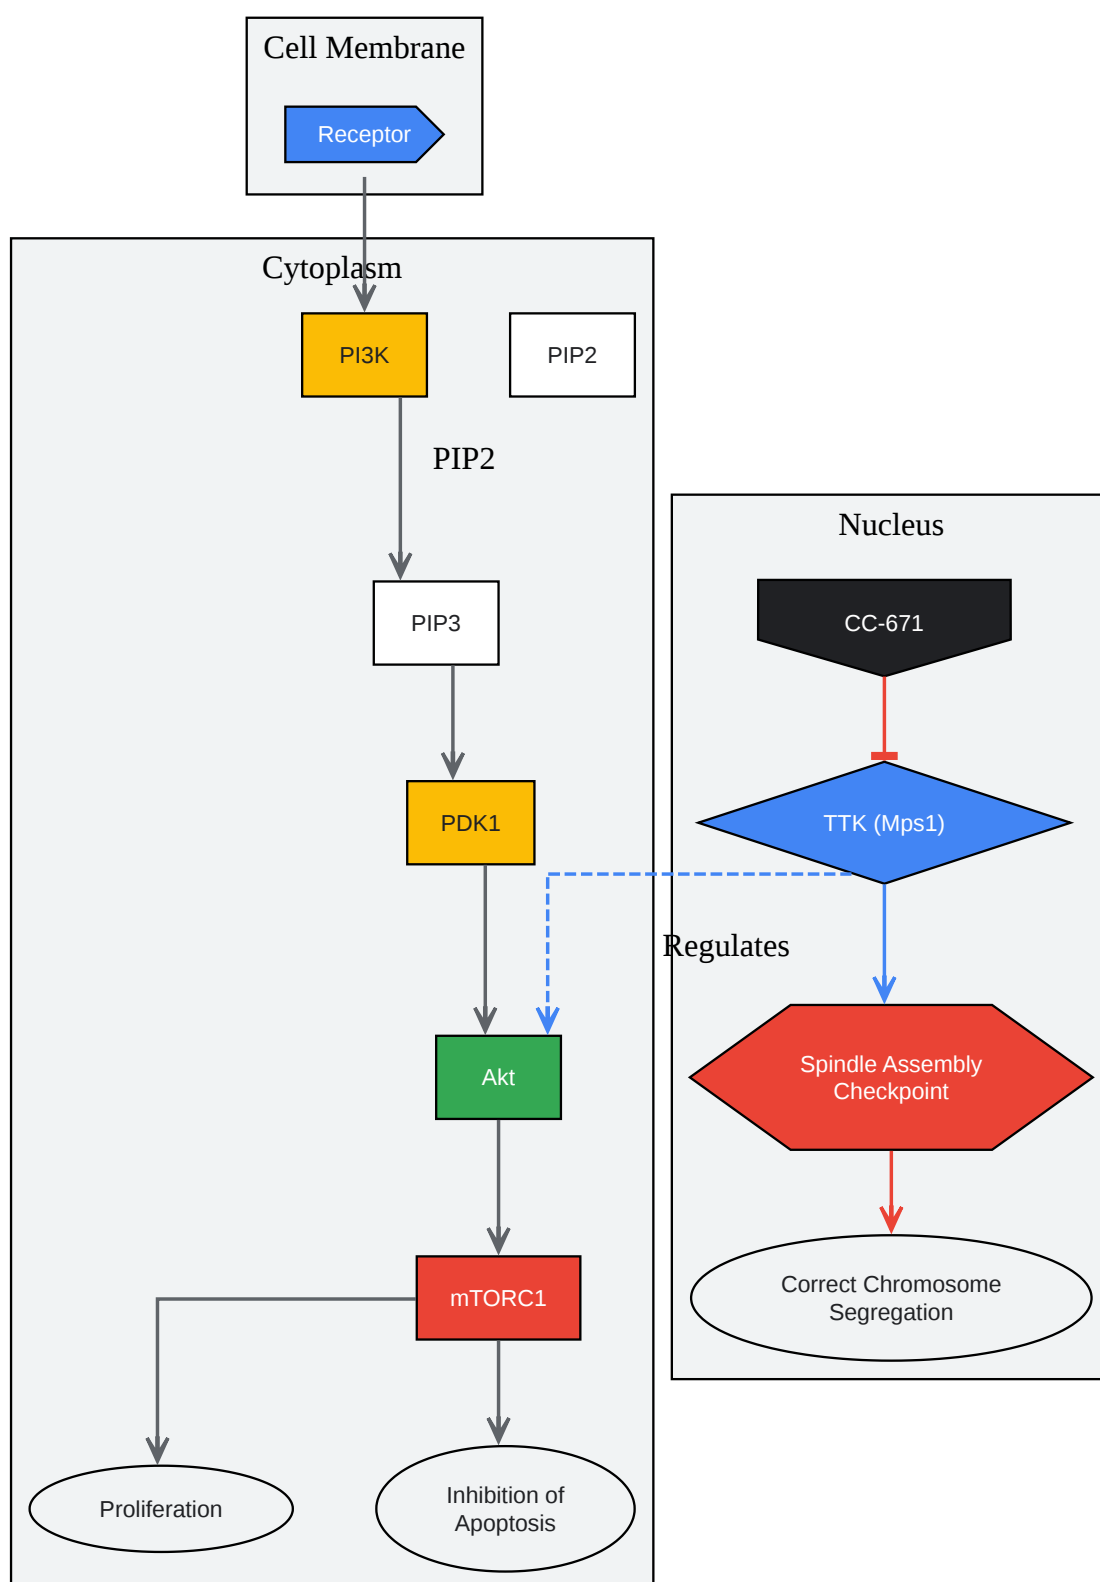 Cell Membrane
Receptor
Cytoplasm
PI3K
PIP2
PIP2
PIP3
PDK1
Akt
mTORC1
Proliferation
Inhibition of
Apoptosis
Nucleus
CC-671
TTK (Mps1)
Regulates
Spindle Assembly
Checkpoint
Correct Chromosome
Segregation